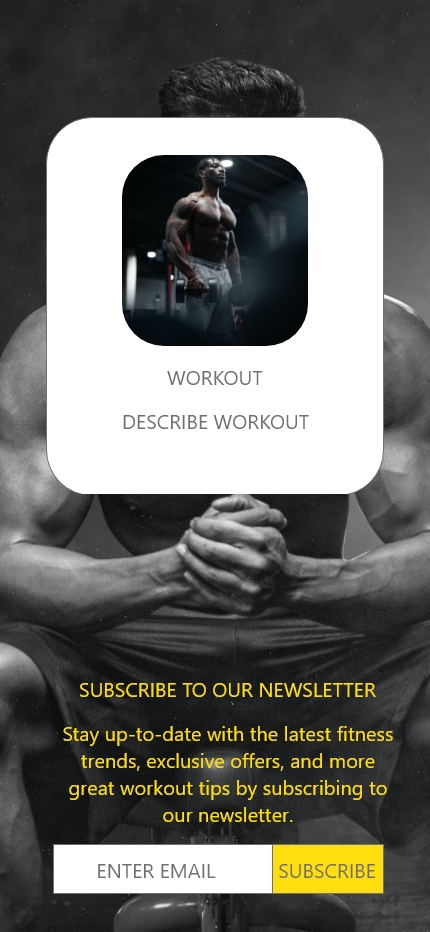 WORKOUT
DESCRIBE WORKOUT
SUBSCRIBE TO OUR NEWSLETTER
Stay up-to-date with the latest fitness
trends, exclusive offers, and more
great workout tips by subscribing to
our newsletter.
ENTER EMAIL
SUBSCRIBE